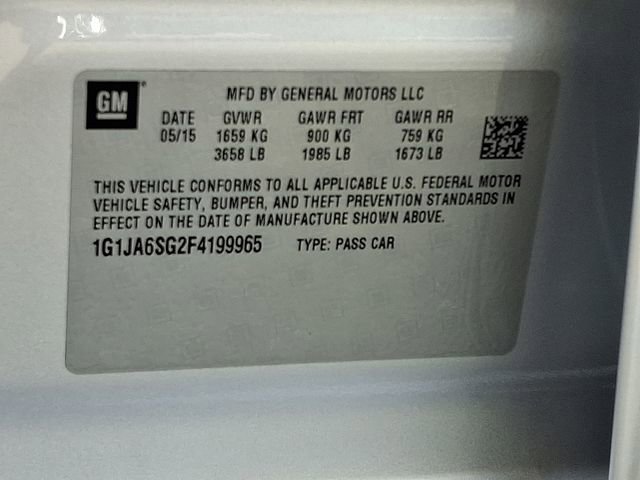 GM
MFD BY GENERAL MOTORS LLC
DATE GVWR GAWR FRT GAWR RR
05/15 1659 KG 900 KG 759 KG
3658 LB 1985 LB 1673 LB
THIS VEHICLE CONFORMS TO ALL APPLICABLE U.S. FEDERAL MOTOR
VEHICLE SAFETY, BUMPER, AND THEFT PREVENTION STANDARDS IN
EFFECT ON THE DATE OF MANUFACTURE SHOWN ABOVE.
1G1JA6SG2F4199965 TYPE: PASS CAR